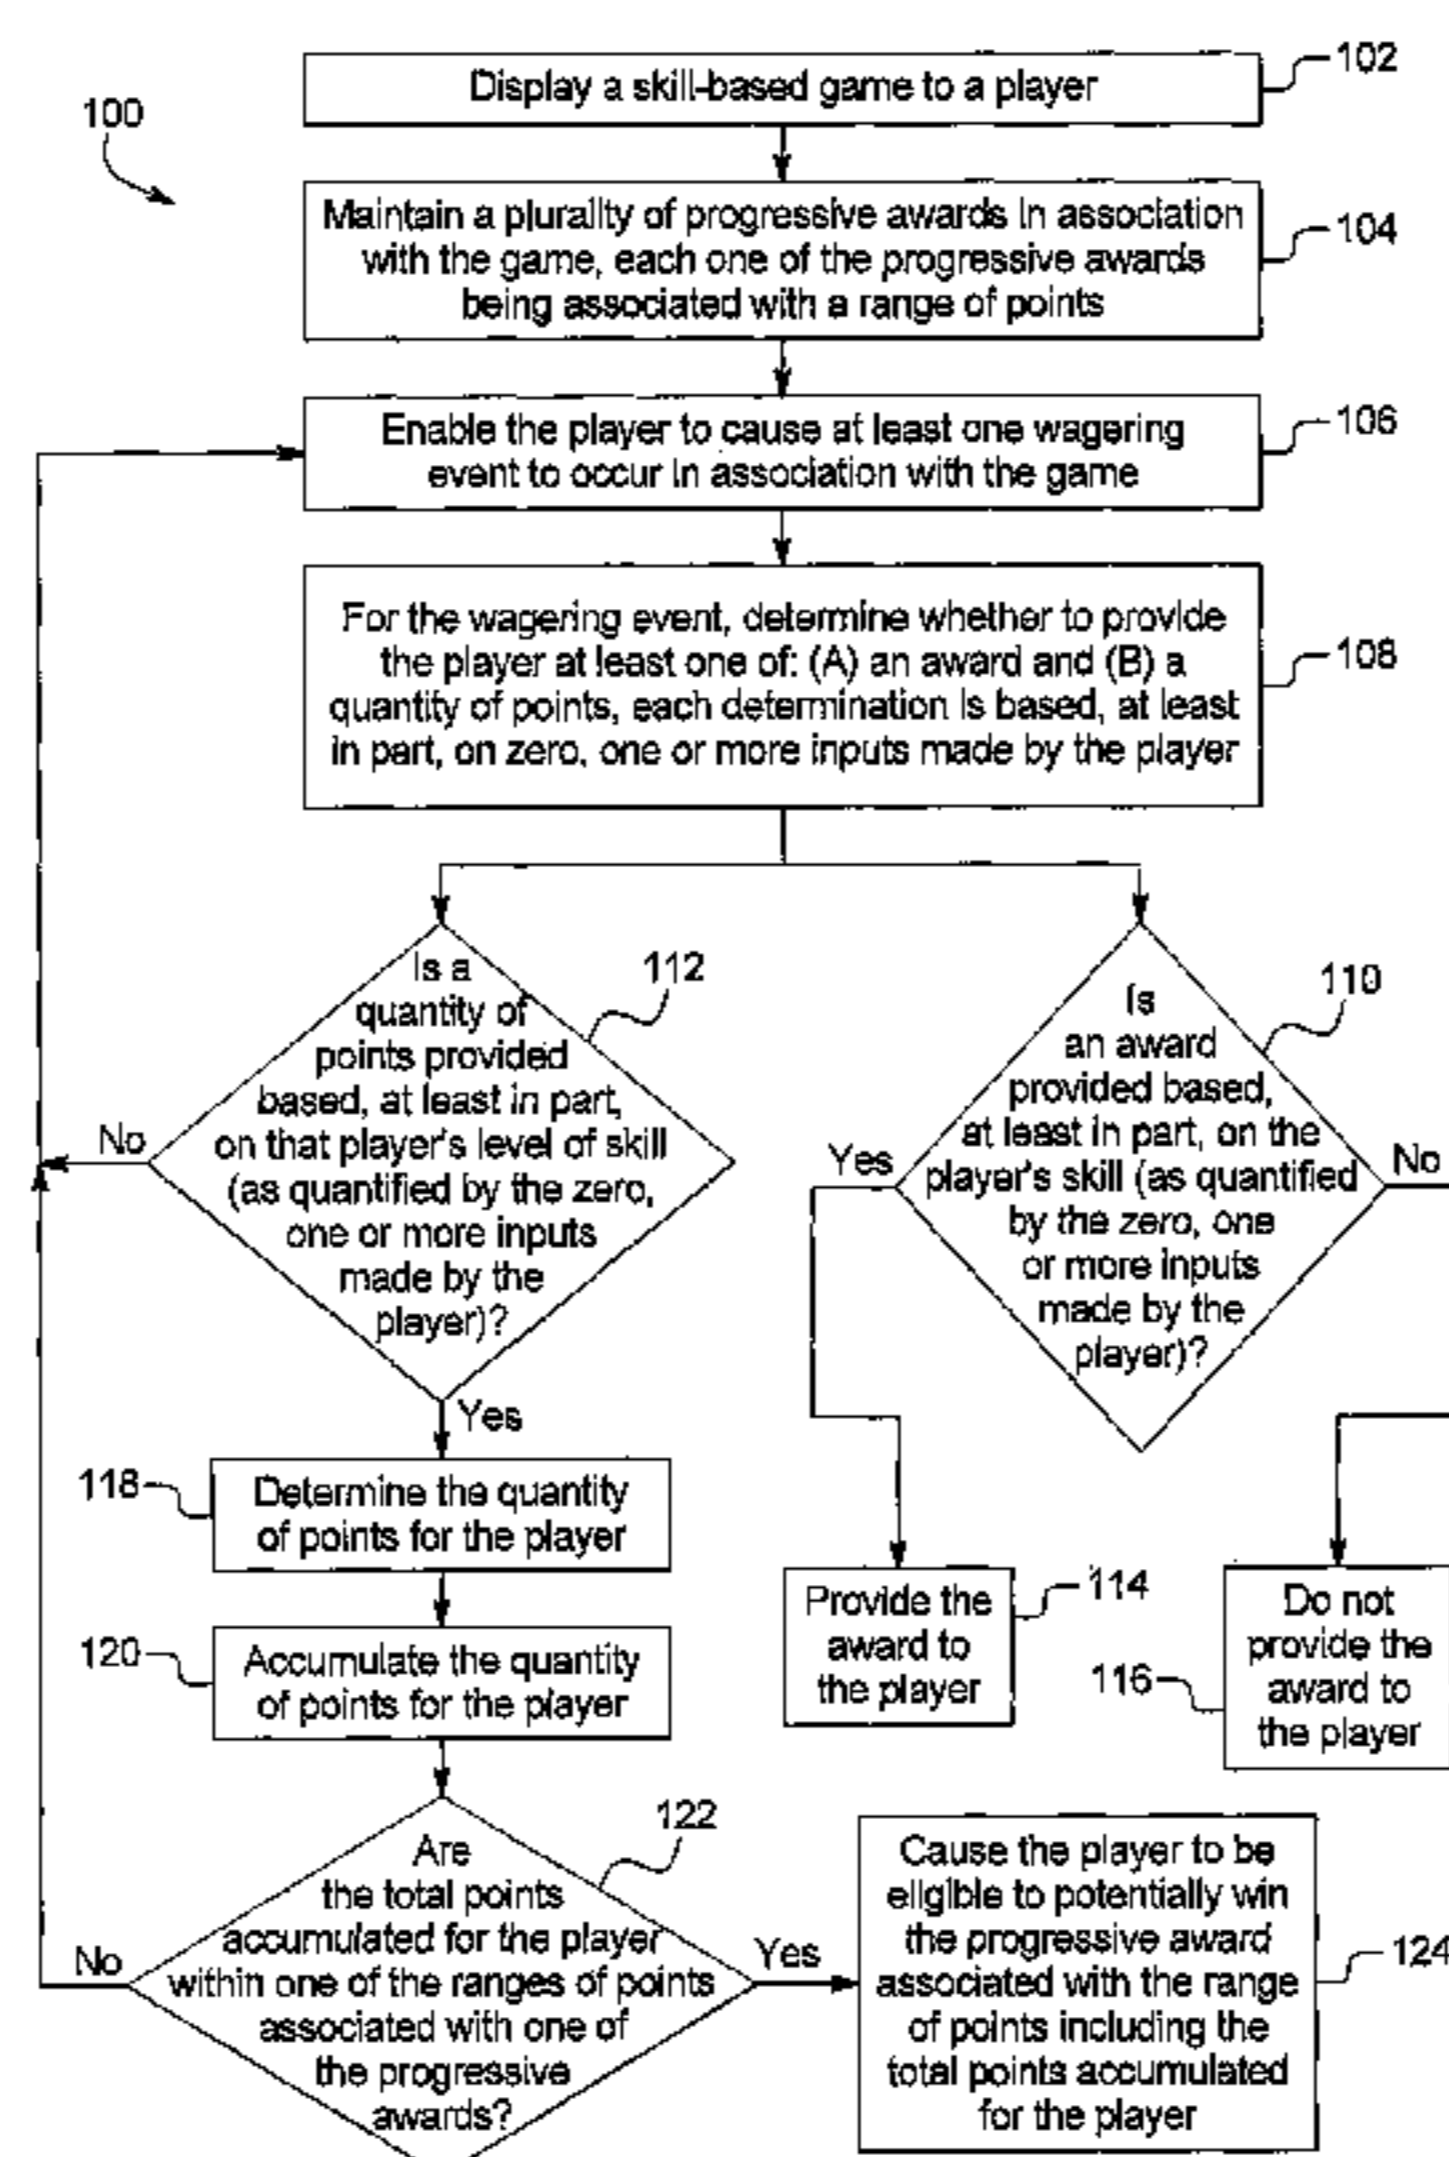 100
Display a skill-based game to a player
102
Maintain a plurality of progressive awards in association
with the game, each one of the progressive awards
being associated with a range of points
104
Enable the player to cause at least one wagering
event to occur in association with the game
106
For the wagering event, determine whether to provide
the player at least one of: (A) an award and (B) a
quantity of points, each determination is based, at least
in part, on zero, one or more inputs made by the player
108
Is a
quantity of
points provided
based, at least in part,
on that player's level of skill
(as quantified by the zero,
one or more inputs
made by the
player)?
112
No
Yes
Is
an award
provided based,
at least in part, on the
player's skill (as quantified
by the zero, one
or more inputs
made by the
player)?
110
Yes
No
118
Determine the quantity
of points for the player
120
Accumulate the quantity
of points for the player
Provide the
award to
the player
114
Do not
provide the
award to
the player
116
Are
the total points
accumulated for the player
within one of the ranges of points
associated with one of
the progressive
awards?
122
No
Yes
Cause the player to be
eligible to potentially win
the progressive award
associated with the range
of points including the
total points accumulated
for the player
124